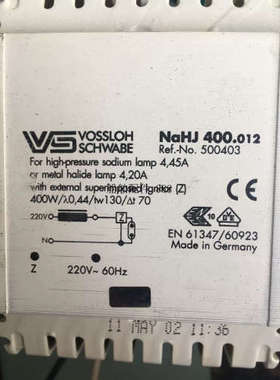 VS VOSSLOH
SCHWABE
NaHJ 400.012
Ref.-No. 500403
For high-pressure sodium lamp 4,45A
or metal halide lamp 4,20A
with external superimposed ignitor (Z)
400W/λ0,44/tw130/Δt 70
220V~
Z
N
10
CE
EN 61347/60923
Made in Germany
Z 220V~ 60Hz
11 MAY 02 11:36